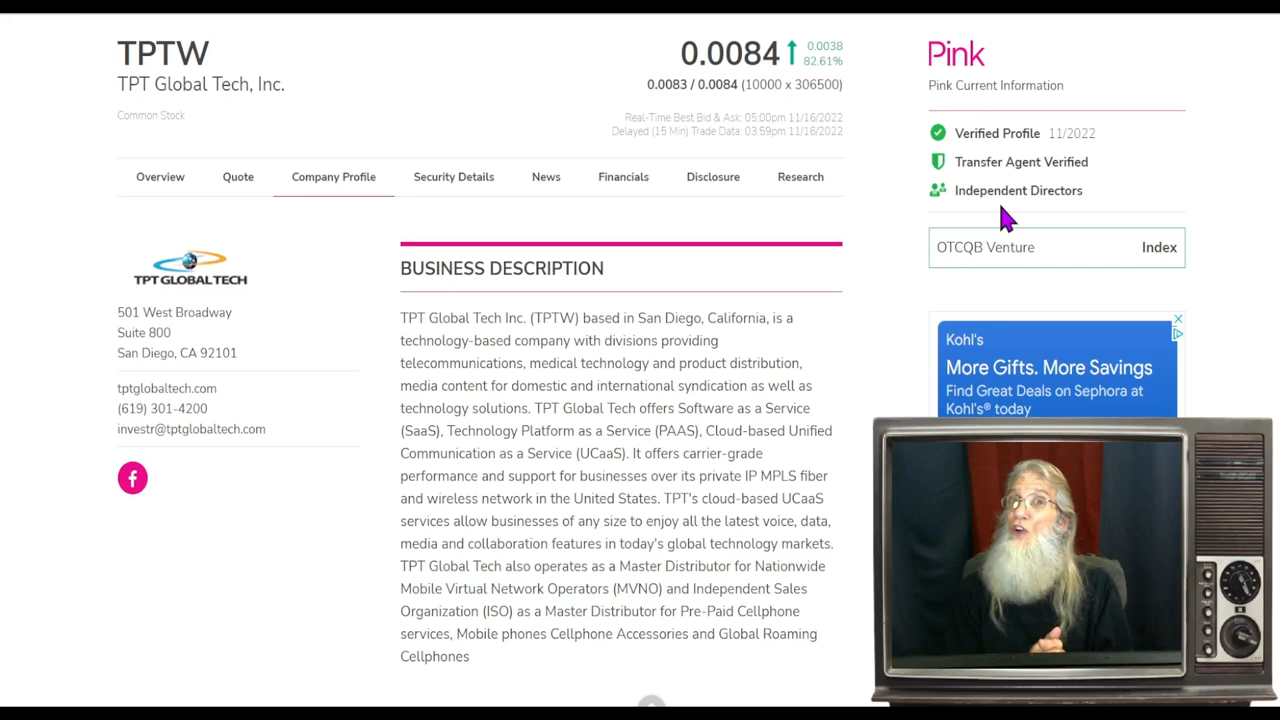 TPTW
TPT Global Tech, Inc.
Common Stock
0.0084
0.0038
82.61%
0.0083 / 0.0084 (10000 x 306500)
Real-Time Best Bid & Ask: 05:00pm 11/16/2022
Delayed (15 Min) Trade Data: 03:59pm 11/16/2022
Overview Quote Company Profile Security Details News Financials Disclosure Research
TPT GLOBAL TECH
501 West Broadway
Suite 800
San Diego, CA 92101
tptglobaltech.com
(619) 301-4200
investr@tptglobaltech.com
BUSINESS DESCRIPTION
TPT Global Tech Inc. (TPTW) based in San Diego, California, is a
technology-based company with divisions providing
telecommunications, medical technology and product distribution,
media content for domestic and international syndication as well as
technology solutions. TPT Global Tech offers Software as a Service
(SaaS), Technology Platform as a Service (PAAS), Cloud-based Unified
Communication as a Service (UCaaS). It offers carrier-grade
performance and support for businesses over its private IP MPLS fiber
and wireless network in the United States. TPT's cloud-based UCaaS
services allow businesses of any size to enjoy all the latest voice, data,
media and collaboration features in today's global technology markets.
TPT Global Tech also operates as a Master Distributor for Nationwide
Mobile Virtual Network Operators (MVNO) and Independent Sales
Organization (ISO) as a Master Distributor for Pre-Paid Cellphone
services, Mobile phones Cellphone Accessories and Global Roaming
Cellphones
Pink
Pink Current Information
Verified Profile 11/2022
Transfer Agent Verified
Independent Directors
OTCQB Venture Index
Kohl's
More Gifts. More Savings
Find Great Deals on Sephora at
Kohl's® today